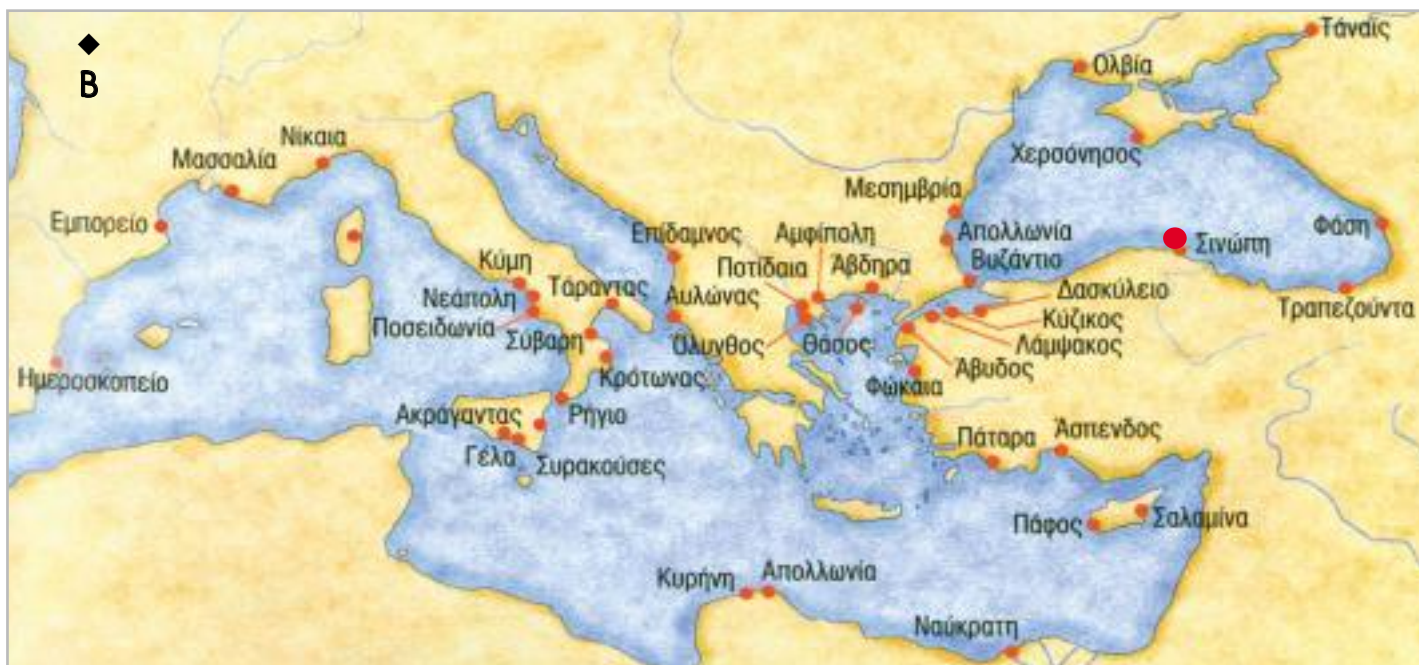 Β
Τάναϊς
Ολβία
Νίκαια
Χερσόνησος
Μασσαλία
Μεσημβρία
Εμπορείο
Φάση
Επίδαμνος
Αμφίπολη
Απολλωνία
Σινώπη
Κύμη
Ποτίδαια
Άβδηρα
Βυζάντιο
Νεάπολη
Τάραντας
Αυλώνας
Δασκύλειο
Τραπεζούντα
Ποσειδωνία
Κύζικος
Σύβαρη
Όλυνθος
Θάσος
Λάμψακος
Άβυδος
Ημεροσκοπείο
Κρότωνας
Φώκαια
Ακράγαντας
Ρήγιο
Γέλα
Συρακούσες
Πάταρα
Άσπενδος
Πάφος
Σαλαμίνα
Κυρήνη
Απολλωνία
Ναύκρατη